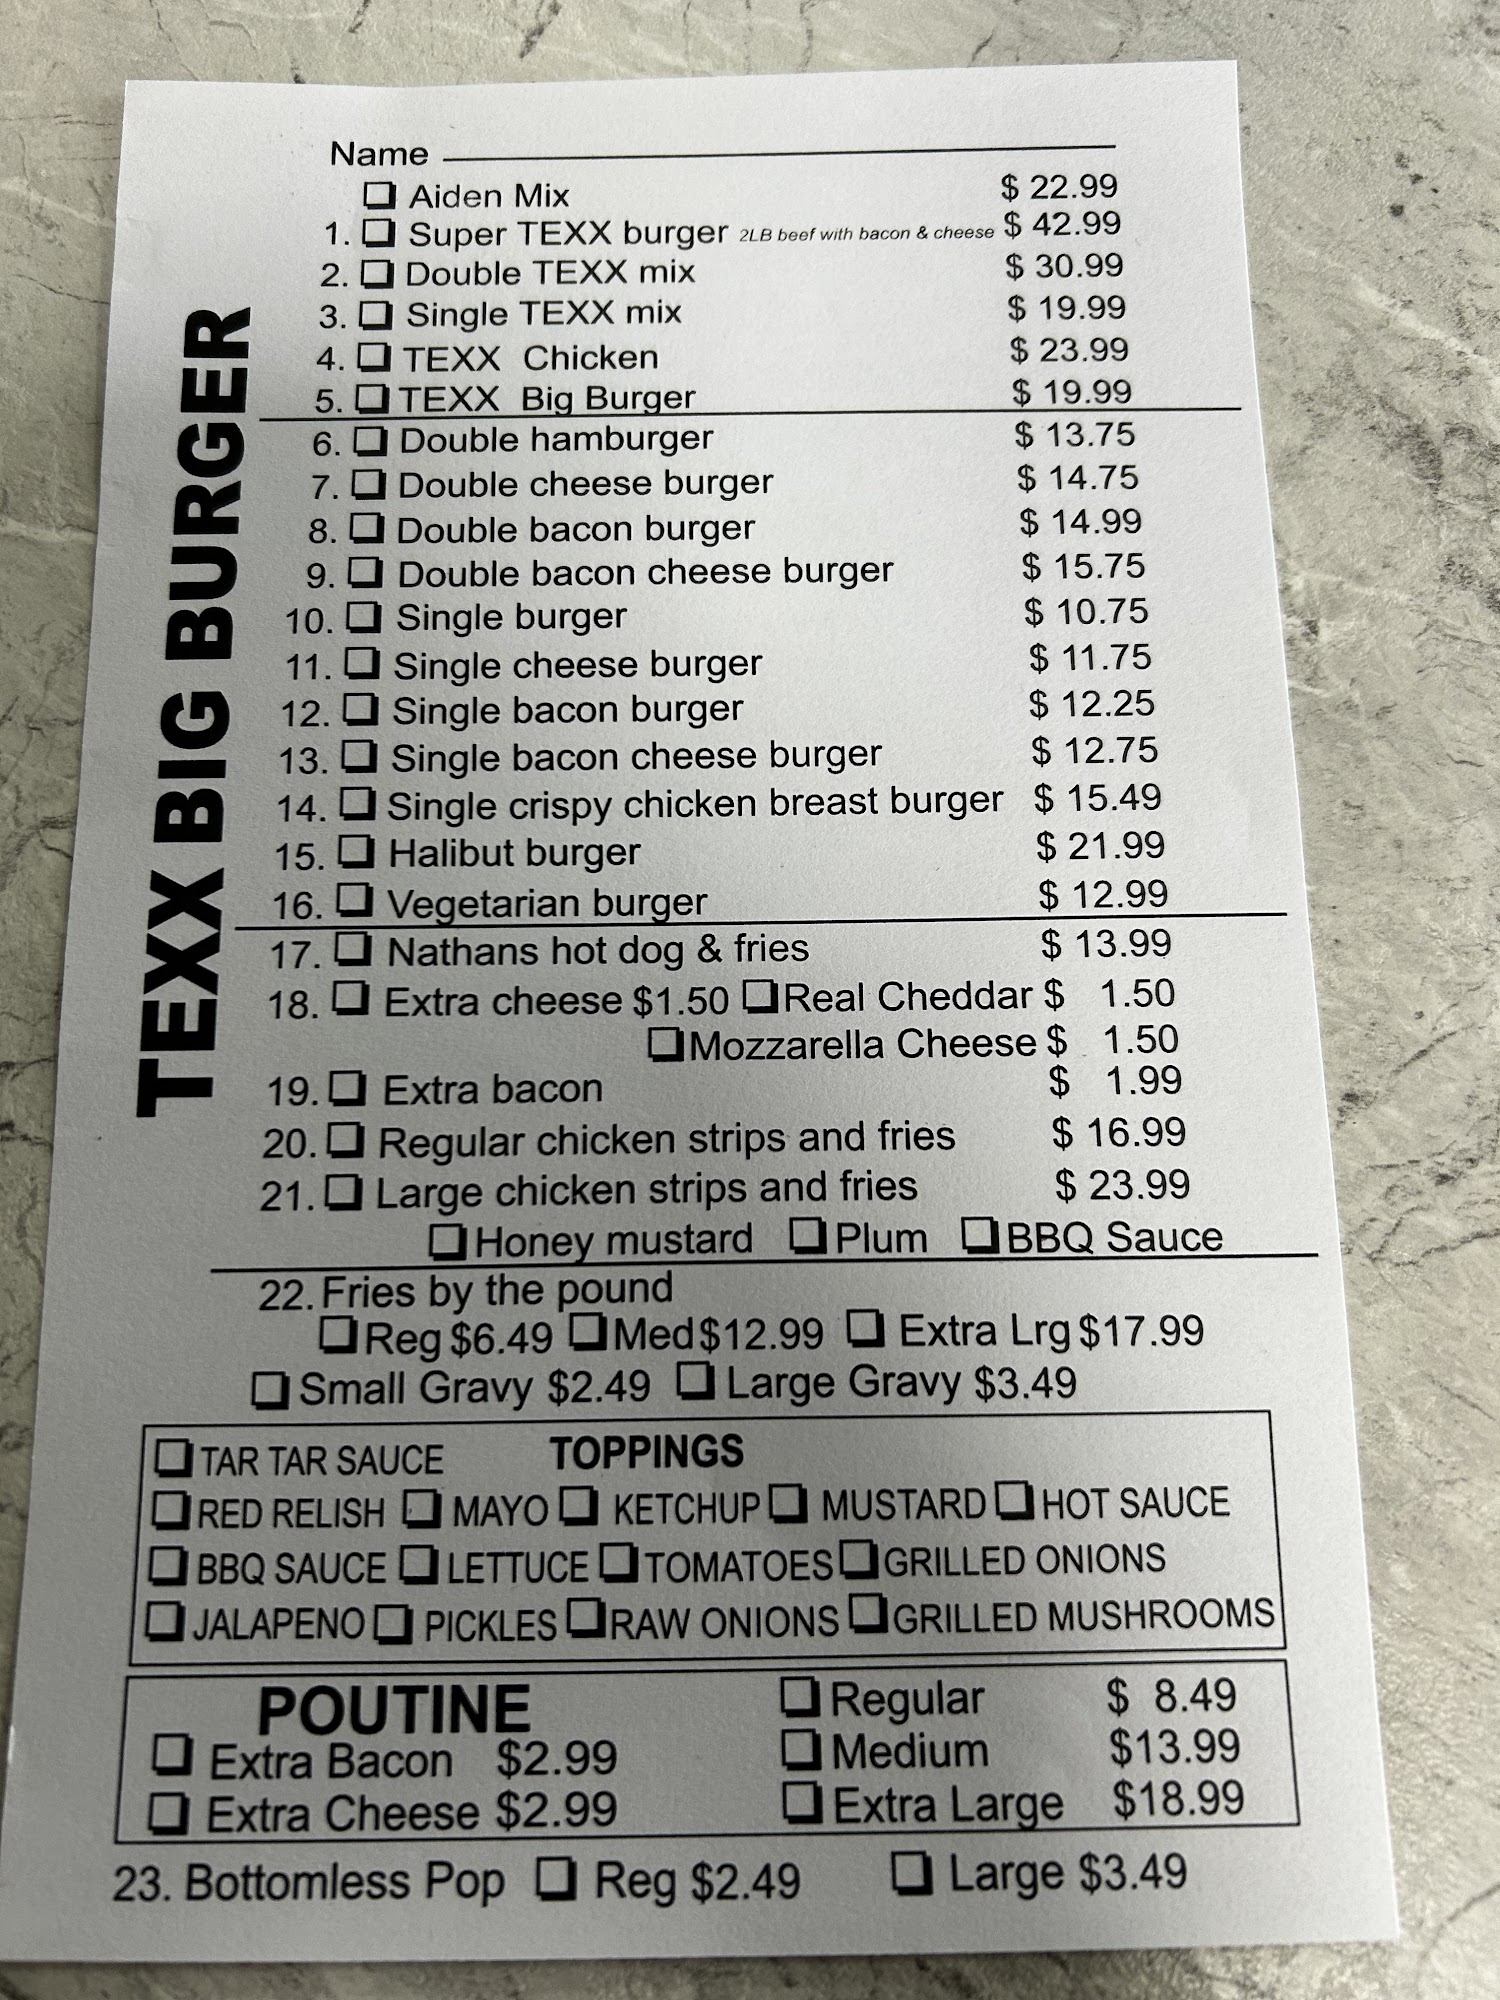 Name
Aiden Mix $ 22.99
1. Super TEXX burger 2LB beef with bacon & cheese $ 42.99
2. Double TEXX mix $ 30.99
3. Single TEXX mix $ 19.99
4. TEXX Chicken $ 23.99
5. TEXX Big Burger $ 19.99
6. Double hamburger $ 13.75
7. Double cheese burger $ 14.75
8. Double bacon burger $ 14.99
9. Double bacon cheese burger $ 15.75
10. Single burger $ 10.75
11. Single cheese burger $ 11.75
12. Single bacon burger $ 12.25
13. Single bacon cheese burger $ 12.75
14. Single crispy chicken breast burger $ 15.49
15. Halibut burger $ 21.99
16. Vegetarian burger $ 12.99
17. Nathans hot dog & fries $ 13.99
18. Extra cheese $1.50 Real Cheddar $ 1.50
Mozzarella Cheese $ 1.50
19. Extra bacon $ 1.99
20. Regular chicken strips and fries $ 16.99
21. Large chicken strips and fries $ 23.99
Honey mustard Plum BBQ Sauce
22. Fries by the pound
Reg $6.49 Med $12.99 Extra Lrg $17.99
Small Gravy $2.49 Large Gravy $3.49
TEXX BIG BURGER
TAR TAR SAUCE TOPPINGS
RED RELISH MAYO KETCHUP MUSTARD HOT SAUCE
BBQ SAUCE LETTUCE TOMATOES GRILLED ONIONS
JALAPENO PICKLES RAW ONIONS GRILLED MUSHROOMS
POUTINE Regular $ 8.49
Extra Bacon $2.99 Medium $13.99
Extra Cheese $2.99 Extra Large $18.99
23. Bottomless Pop Reg $2.49 Large $3.49